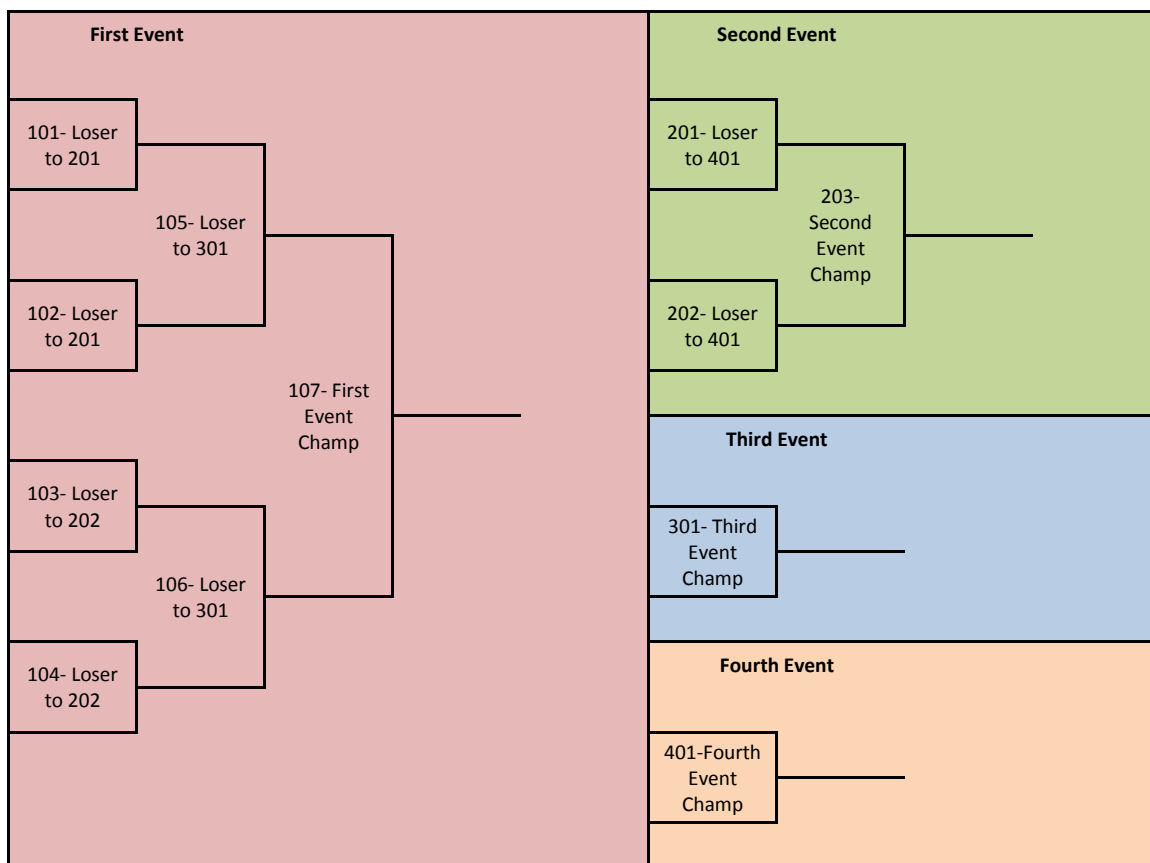 First Event
101- Loser
to 201
105- Loser
to 301
102- Loser
to 201
107- First
Event
Champ
103- Loser
to 202
106- Loser
to 301
104- Loser
to 202
Second Event
201- Loser
to 401
203-
Second
Event
Champ
202- Loser
to 401
Third Event
301- Third
Event
Champ
Fourth Event
401-Fourth
Event
Champ